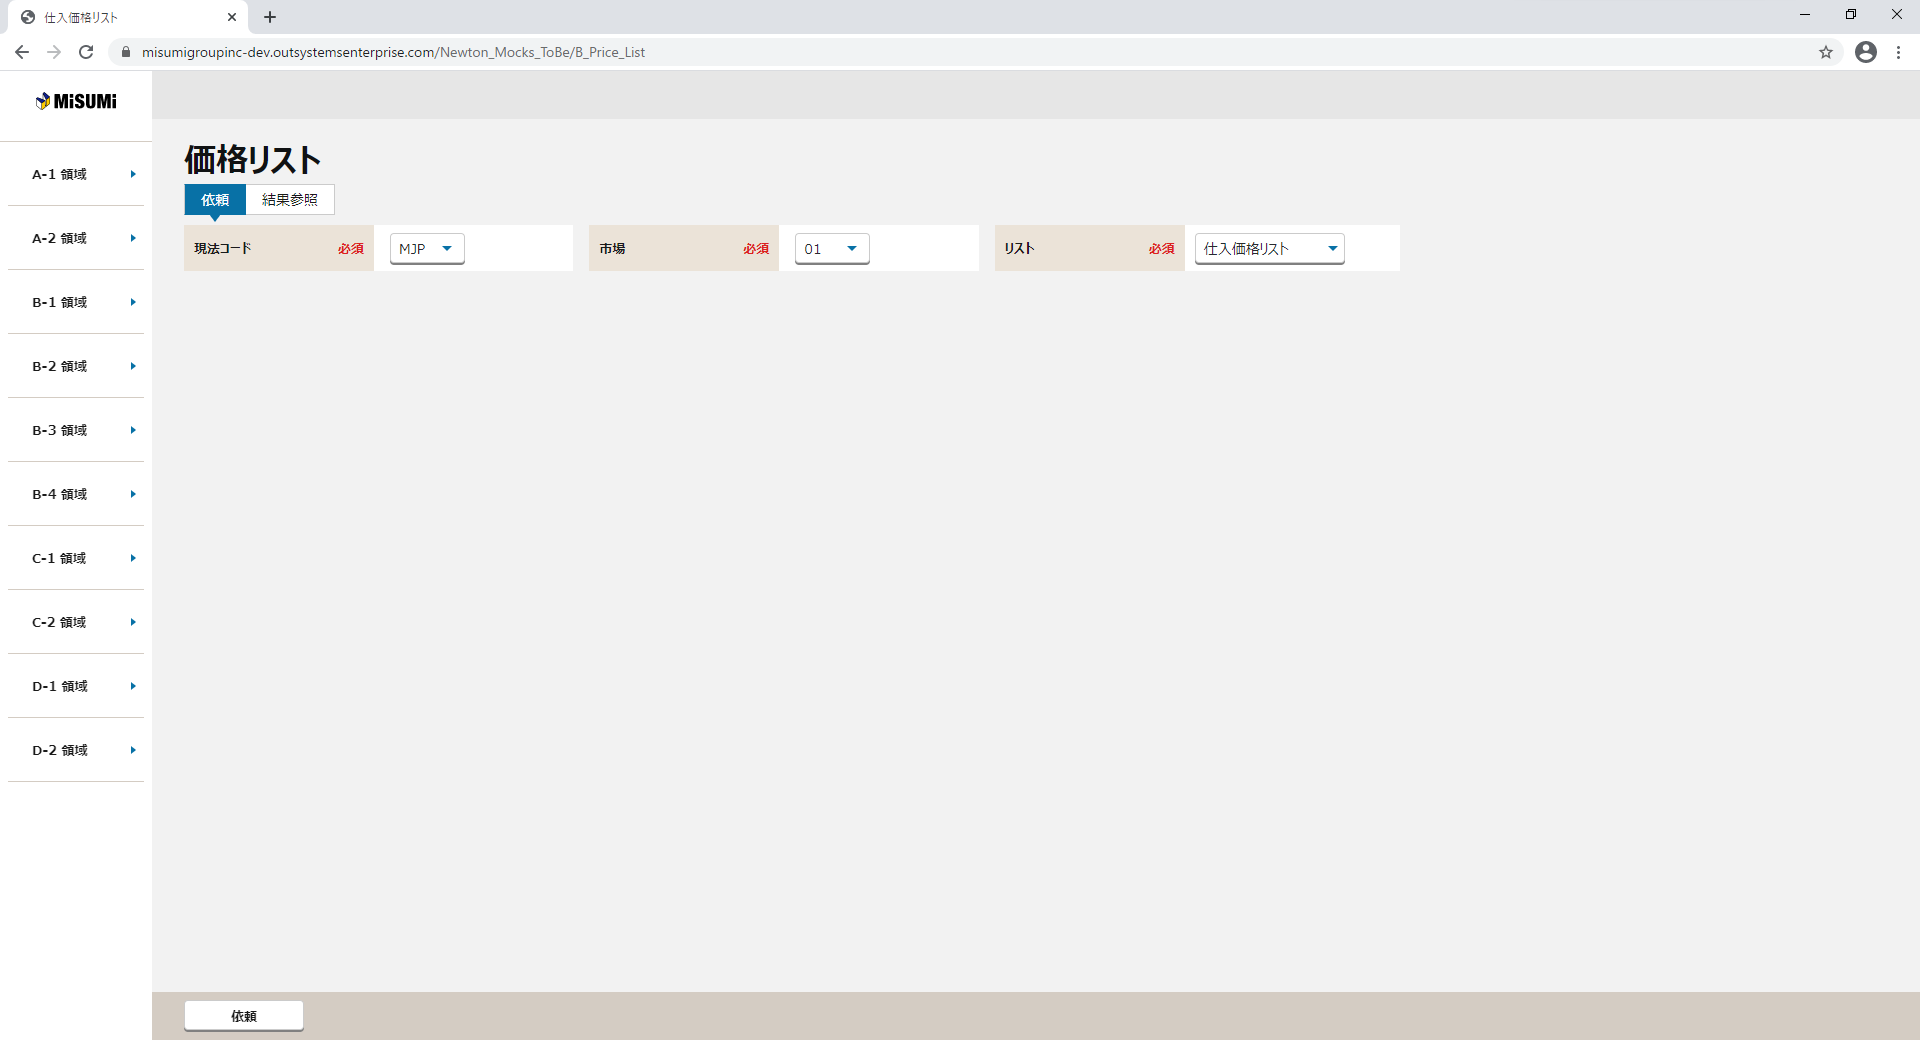 仕入価格リスト
misumigroupinc-dev.outsystemsenterprise.com/Newton_Mocks_ToBe/B_Price_List
MiSUMi
A-1 領域
A-2 領域
B-1 領域
B-2 領域
B-3 領域
B-4 領域
C-1 領域
C-2 領域
D-1 領域
D-2 領域
価格リスト
依頼 結果参照
現法コード 必須 MJP 市場 必須 01 リスト 必須 仕入価格リスト
依頼